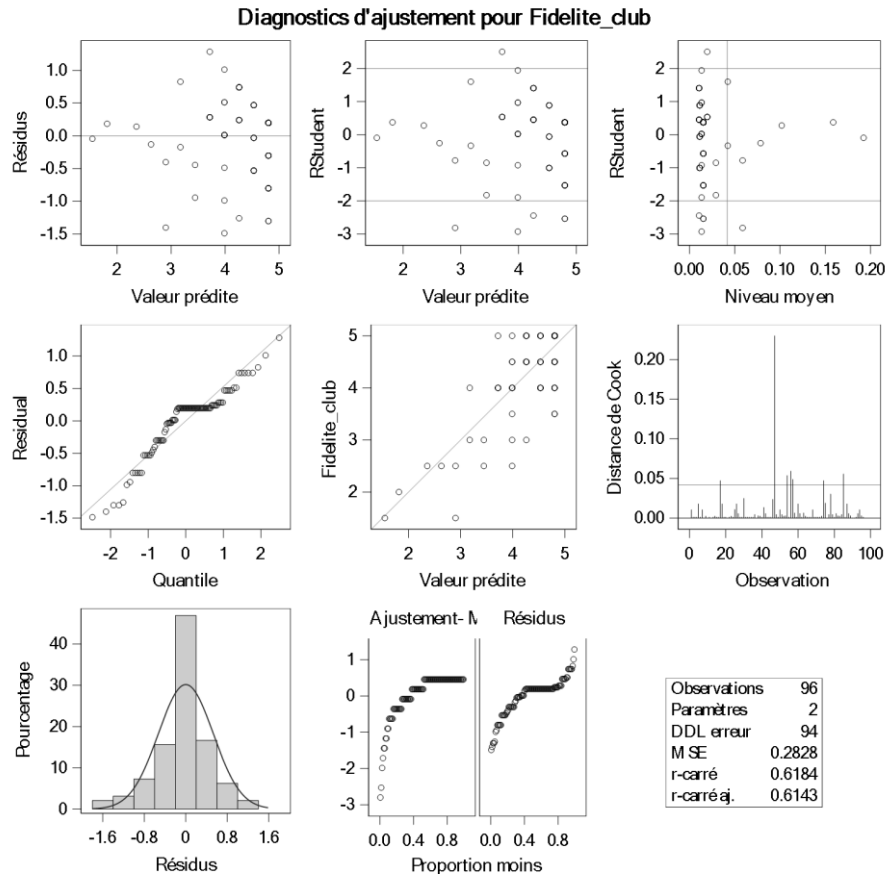 Diagnostics d'ajustement pour Fidelite_club
1.0
0.5
0.0
-0.5
-1.0
-1.5
Résidus
2 3 4 5
Valeur prédite
2
1
0
-1
-2
-3
RStudent
2 3 4 5
Valeur prédite
2
1
0
-1
-2
-3
RStudent
0.00 0.05 0.10 0.15 0.20
Niveau moyen
1.0
0.5
0.0
-0.5
-1.0
-1.5
Residual
-2 -1 0 1 2
Quantile
5
4
3
2
Fidelite_club
2 3 4 5
Valeur prédite
0.20
0.15
0.10
0.05
0.00
Distance de Cook
0 20 40 60 80 100
Observation
40
30
20
10
0
Pourcentage
-1.6 -0.8 0 0.8 1.6
Résidus
Ajustement- M Résidus
1
0
-1
-2
-3
0.0 0.8 0.0 0.8
Proportion moins
Observations 96
Paramètres 2
DDL erreur 94
MSE 0.2828
r-carré 0.6184
r-carré aj. 0.6143